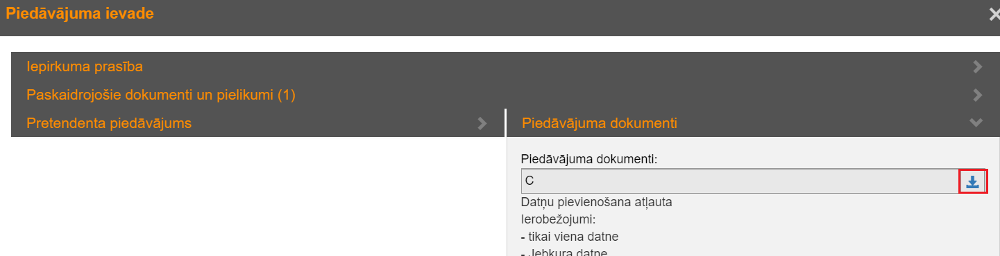 Piedāvājuma ievade
Iepirkuma prasība
Paskaidrojošie dokumenti un pielikumi (1)
Pretendenta piedāvājums
Piedāvājuma dokumenti
Piedāvājuma dokumenti:
C
Datņu pievienošana atļauta
Ierobežojumi:
- tikai viena datne
- Jebkura datne